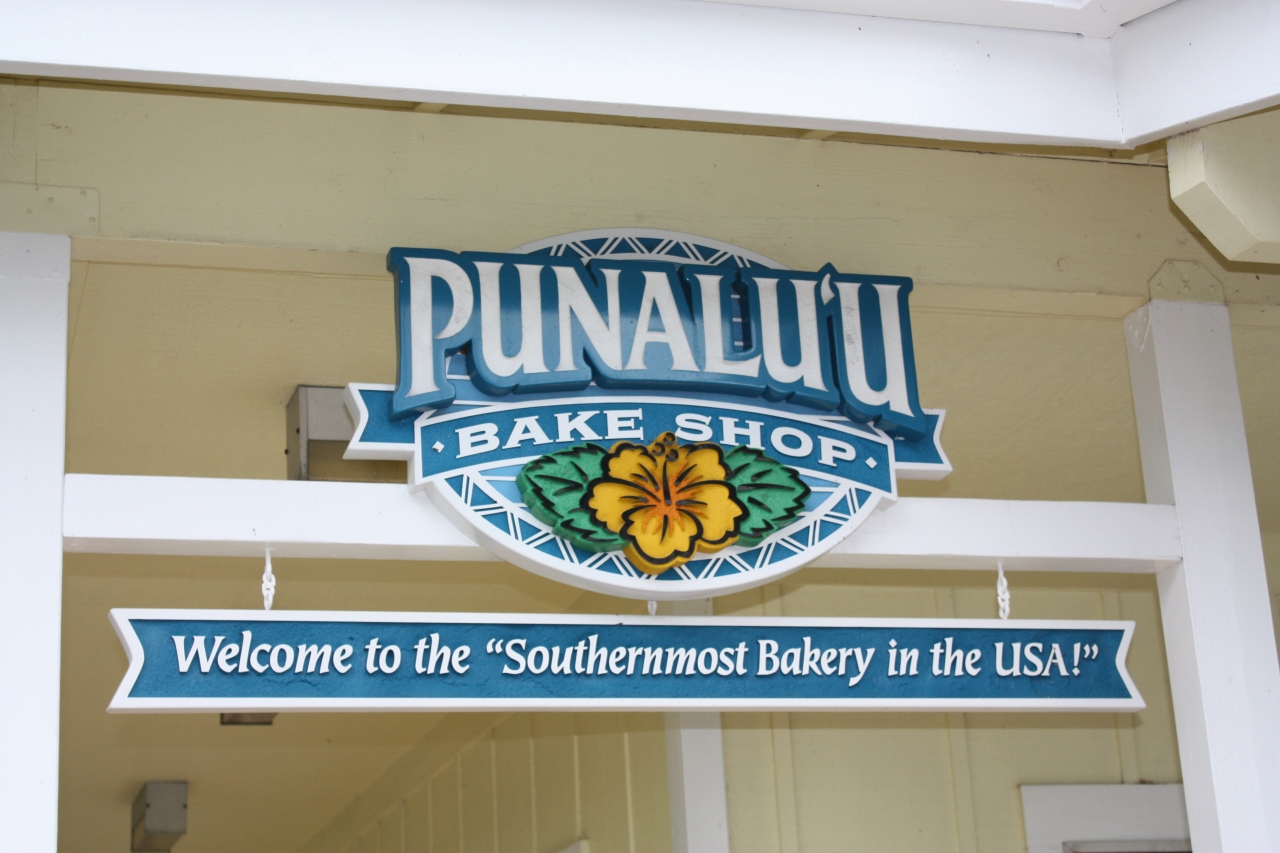 PUNALU‘U
BAKE SHOP
Welcome to the “Southernmost Bakery in the USA!”